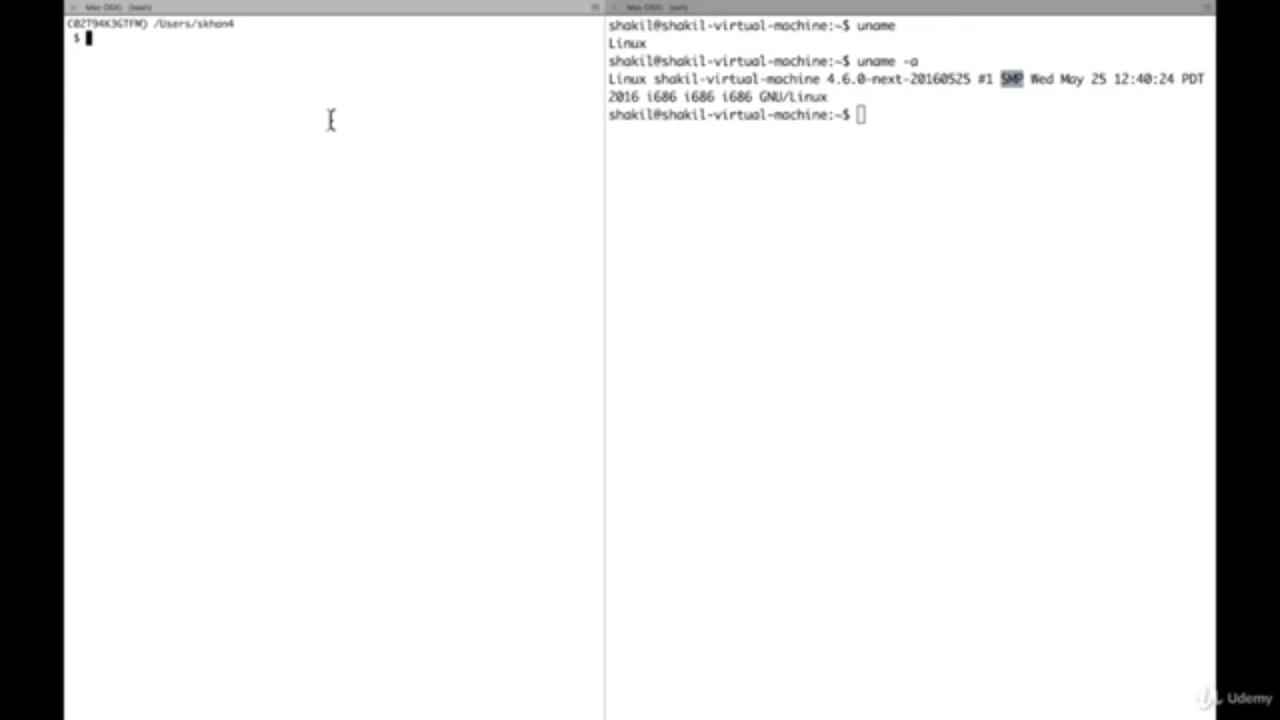 (C02T94K3GTFM) /Users/skhan4
$
shakil@shakil-virtual-machine:~$ uname
Linux
shakil@shakil-virtual-machine:~$ uname -a
Linux shakil-virtual-machine 4.6.0-next-20160525 #1 SMP Wed May 25 12:40:24 PDT
2016 i686 i686 i686 GNU/Linux
shakil@shakil-virtual-machine:~$
Udemy